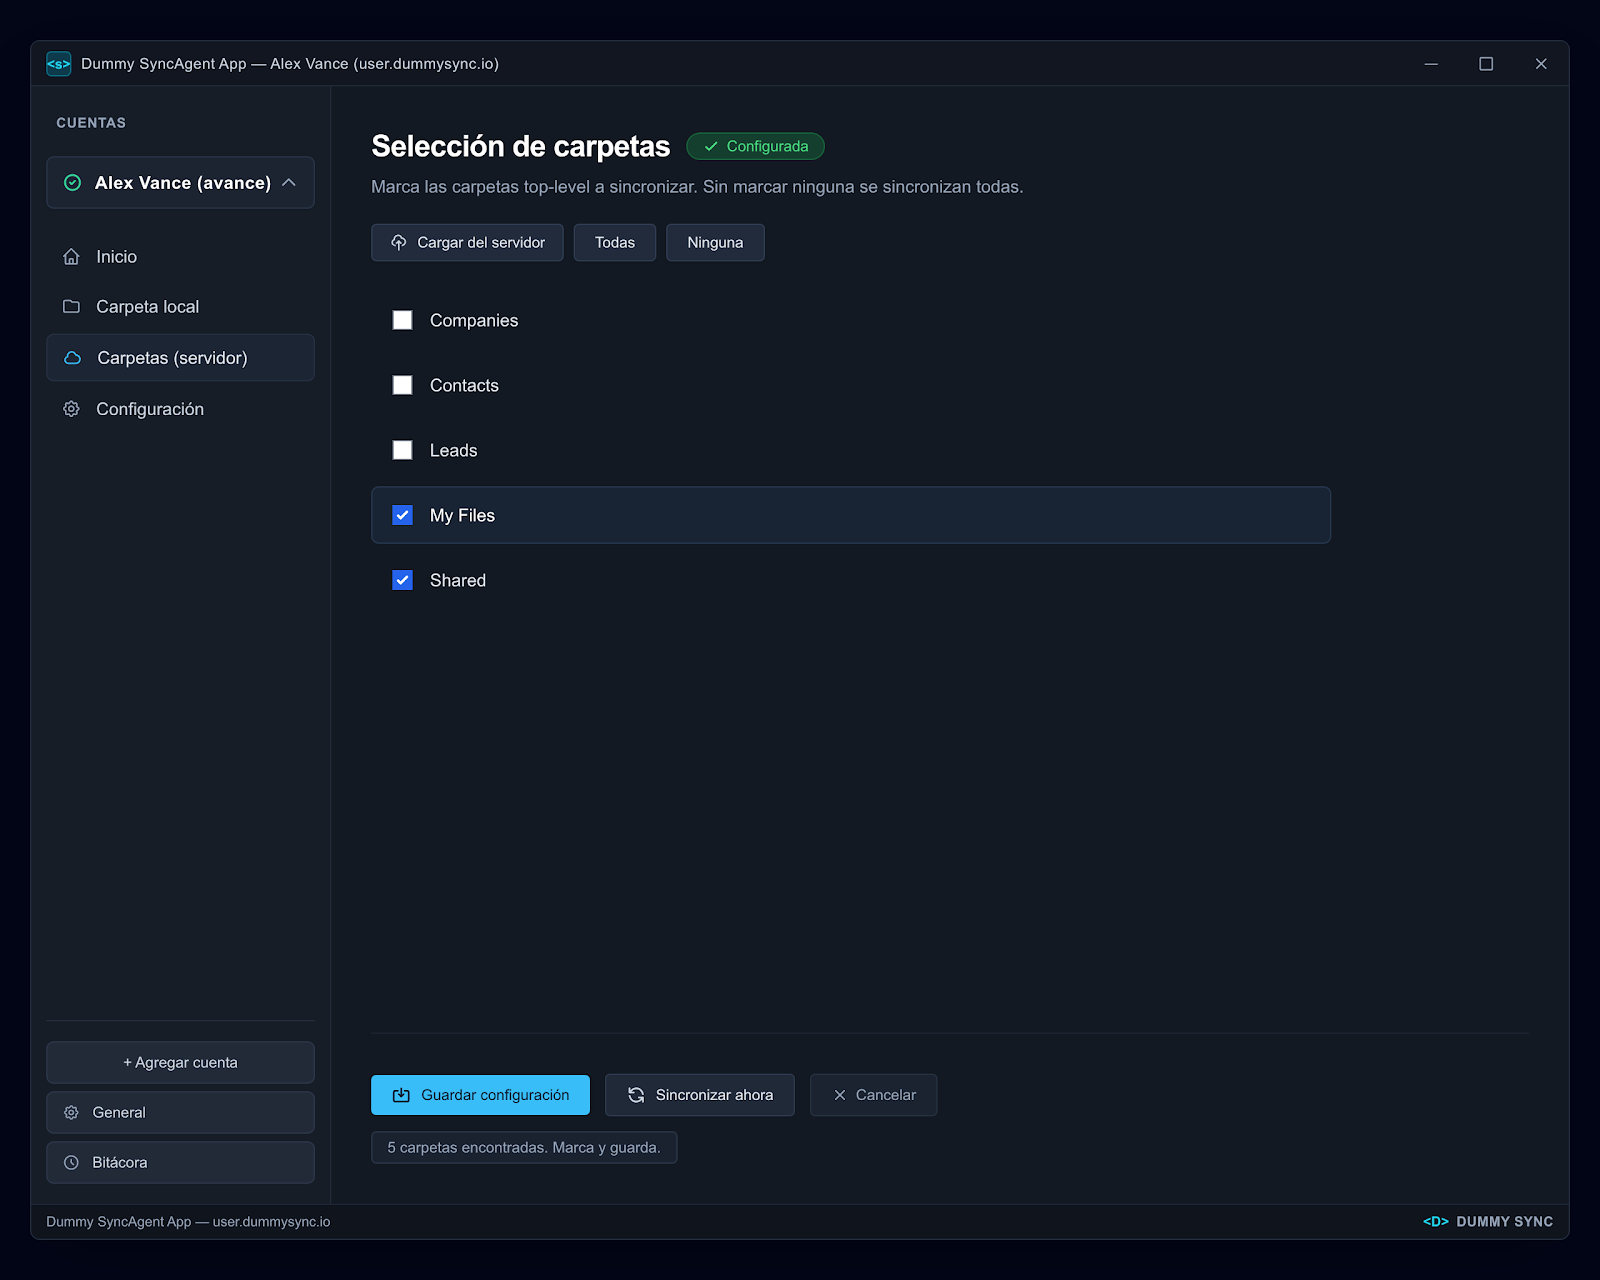 <s> Dummy SyncAgent App — Alex Vance (user.dummysync.io)
CUENTAS
Alex Vance (avance)
Inicio
Carpeta local
Carpetas (servidor)
Configuración
+ Agregar cuenta
General
Bitácora
Selección de carpetas
Configurada
Marca las carpetas top-level a sincronizar. Sin marcar ninguna se sincronizan todas.
Cargar del servidor
Todas
Ninguna
Companies
Contacts
Leads
My Files
Shared
Guardar configuración
Sincronizar ahora
Cancelar
5 carpetas encontradas. Marca y guarda.
Dummy SyncAgent App — user.dummysync.io
<D> DUMMY SYNC